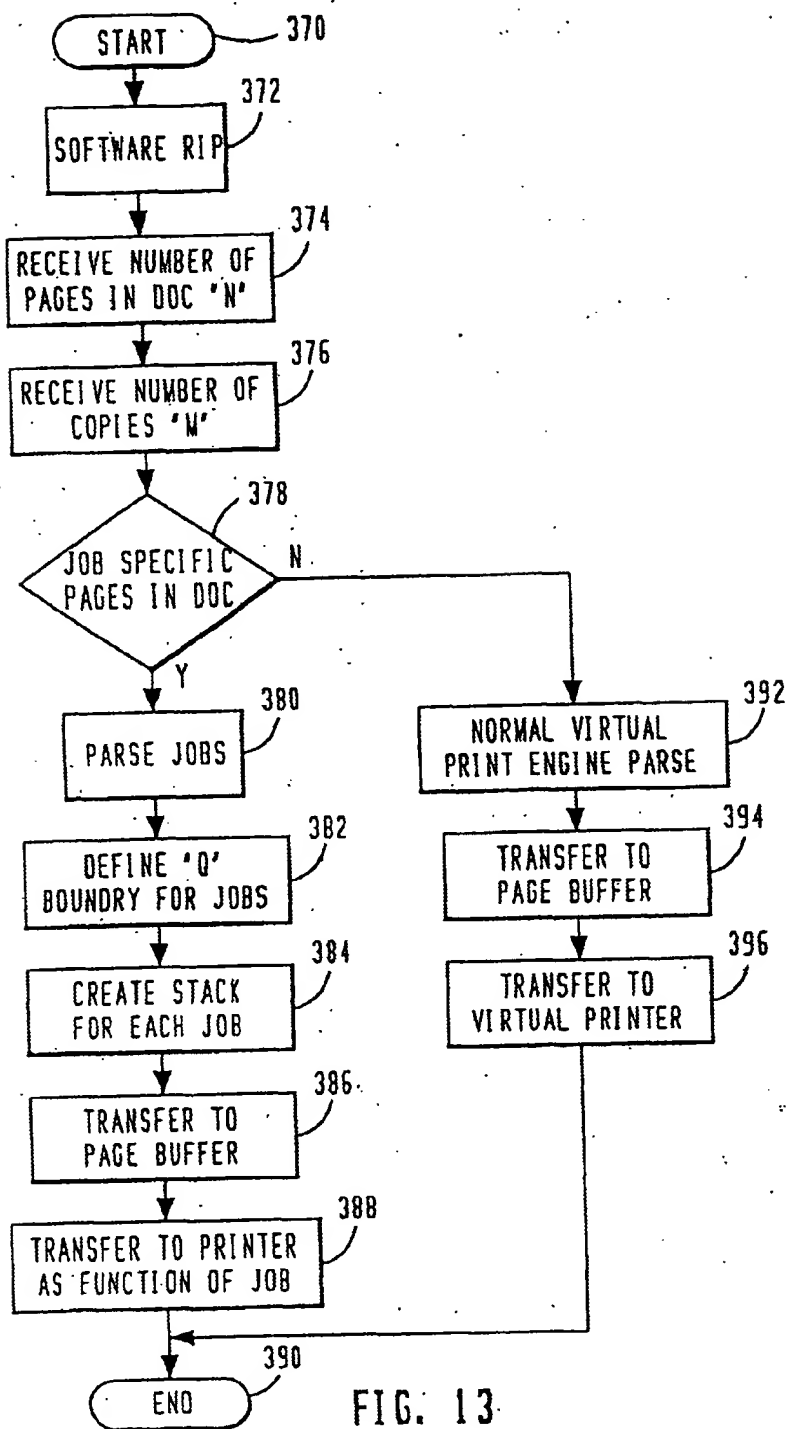 START
370
372
SOFTWARE RIP
374
RECEIVE NUMBER OF
PAGES IN DOC "N"
376
RECEIVE NUMBER OF
COPIES "M"
378
JOB SPECIFIC
PAGES IN DOC
N
Y
380
PARSE JOBS
382
DEFINE "Q"
BOUNDRY FOR JOBS
384
CREATE STACK
FOR EACH JOB
386
TRANSFER TO
PAGE BUFFER
388
TRANSFER TO PRINTER
AS FUNCTION OF JOB
392
NORMAL VIRTUAL
PRINT ENGINE PARSE
394
TRANSFER TO
PAGE BUFFER
396
TRANSFER TO
VIRTUAL PRINTER
390
END
FIG. 13